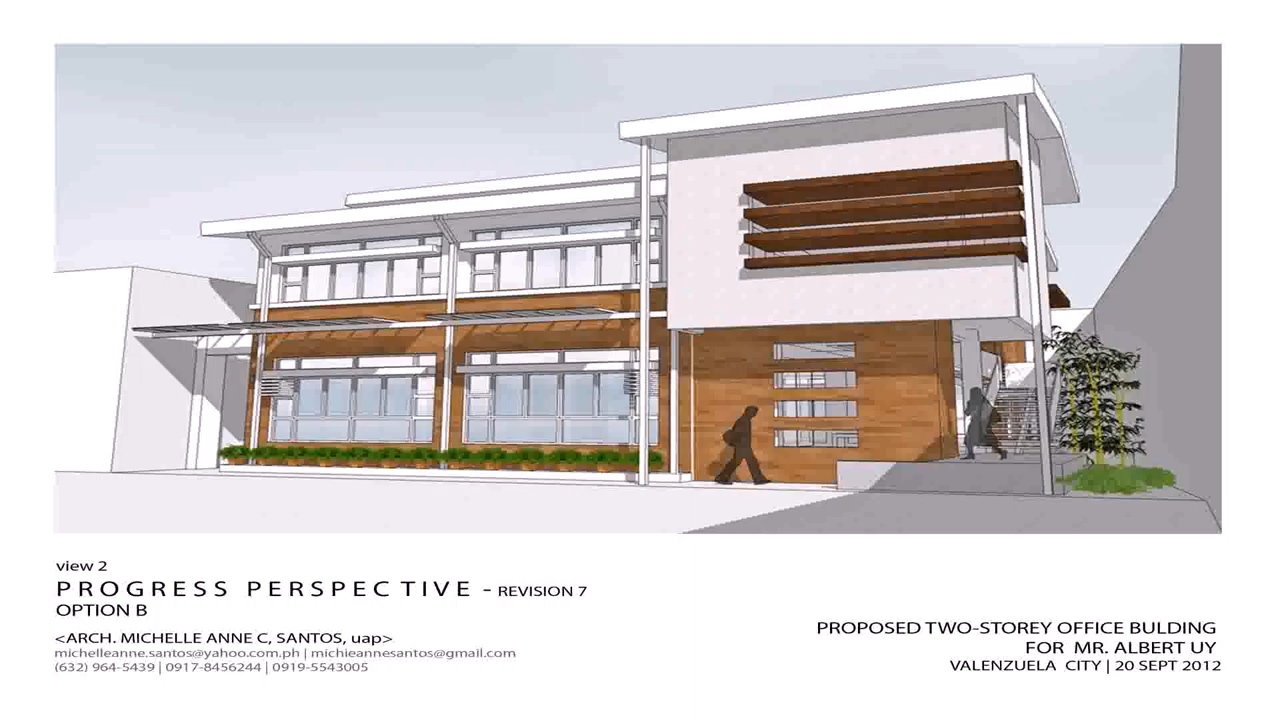 view 2
PROGRESS PERSPECTIVE - REVISION 7
OPTION B
<ARCH. MICHELLE ANNE C, SANTOS, uap>
michelleanne.santos@yahoo.com.ph | michieannesantos@gmail.com
(632) 964-5439 | 0917-8456244 | 0919-5543005
PROPOSED TWO-STOREY OFFICE BULDING
FOR MR. ALBERT UY
VALENZUELA CITY | 20 SEPT 2012